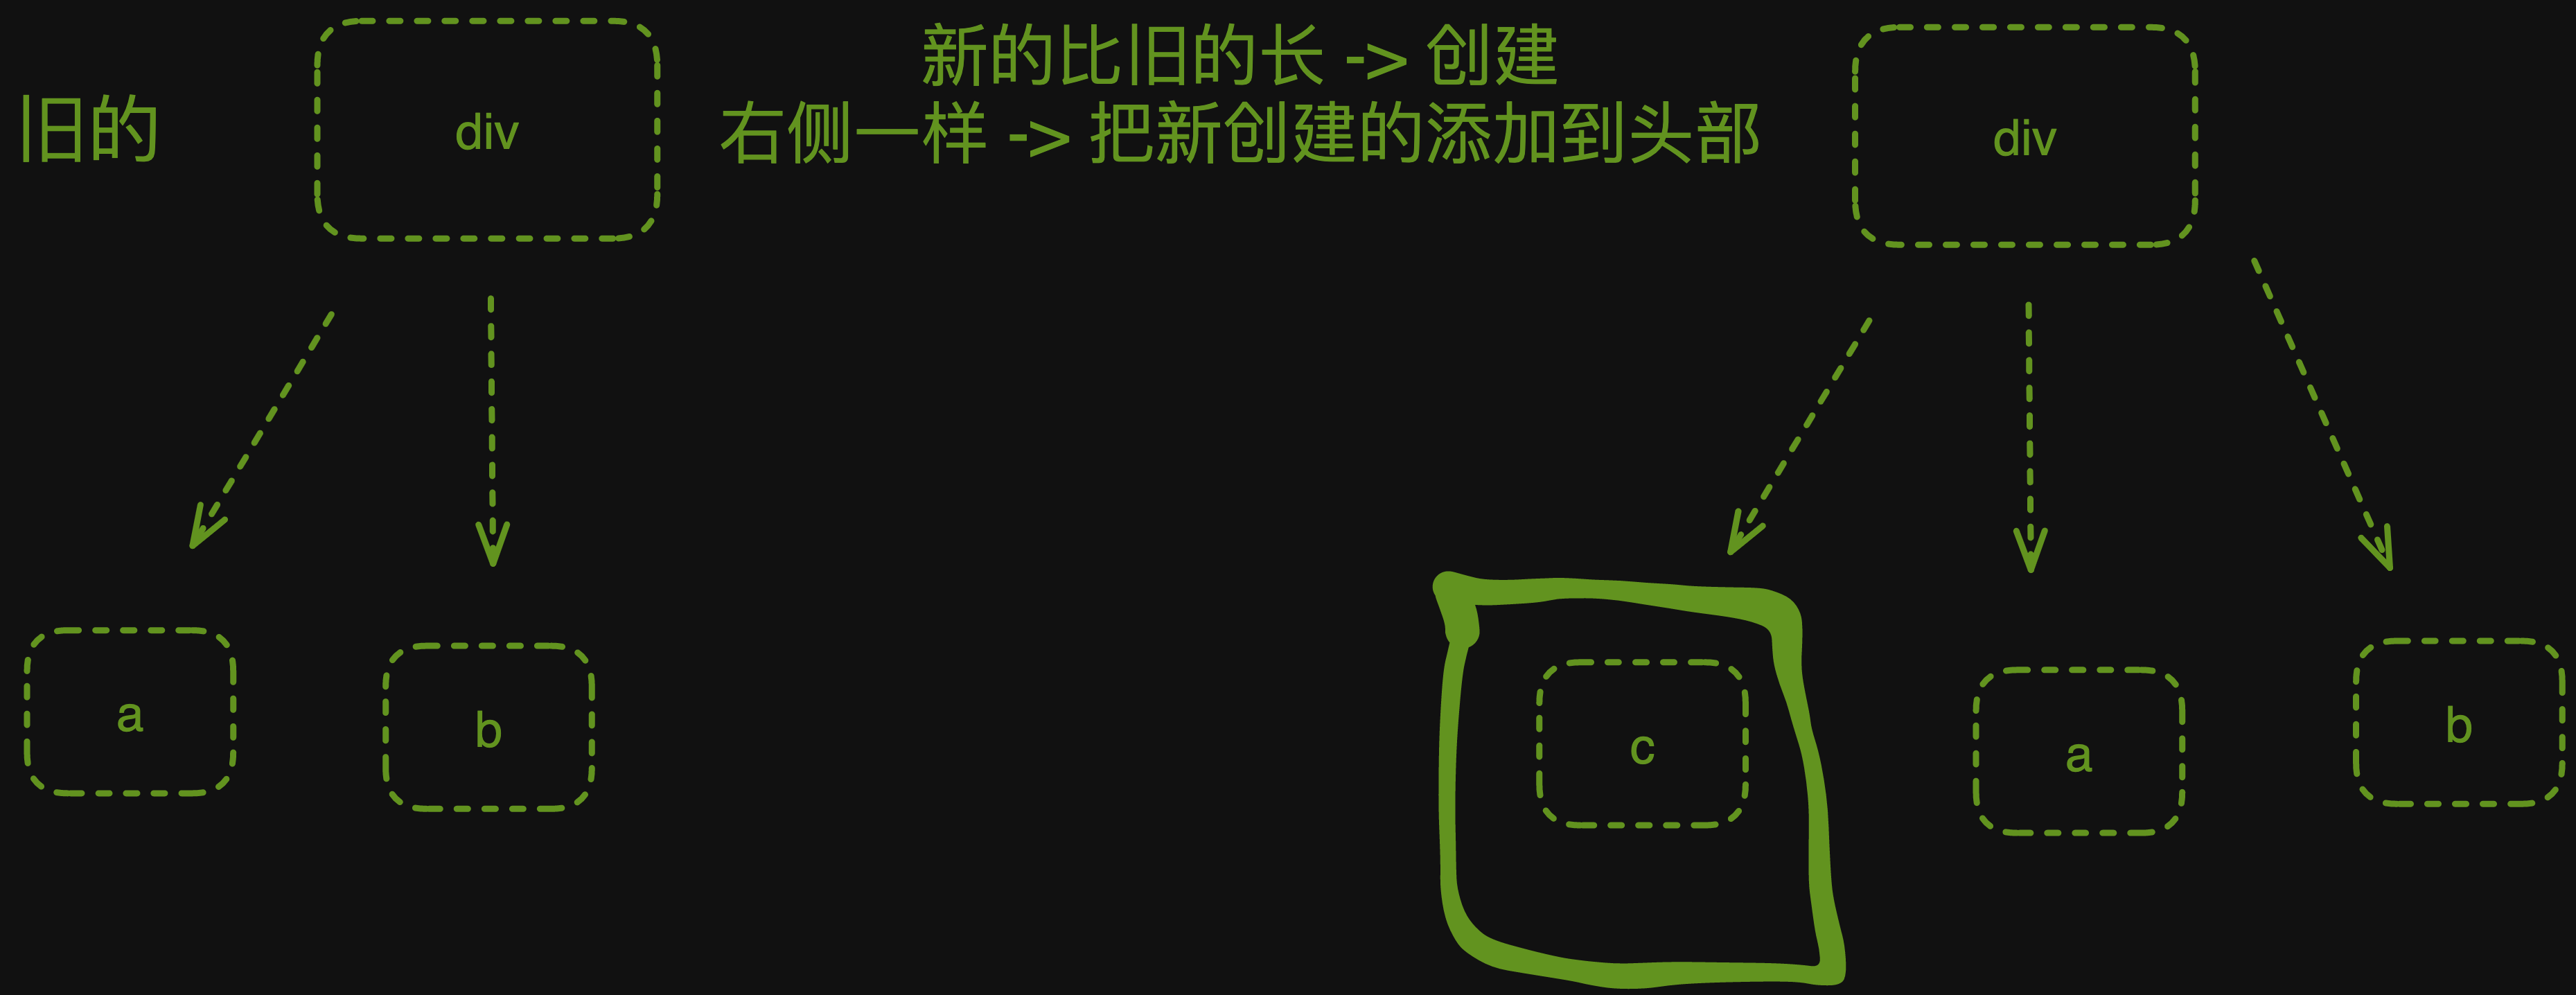 新的比旧的长 -> 创建
右侧一样 -> 把新创建的添加到头部
旧的
div
div
a
b
c
a
b